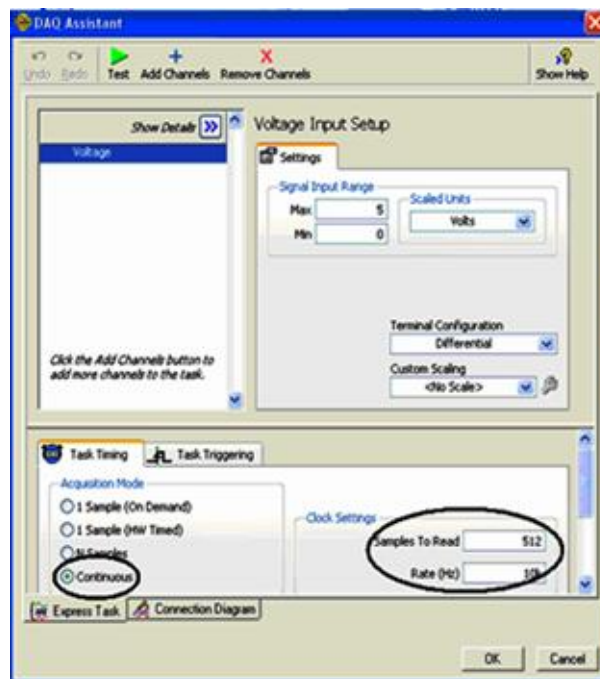 DAQ Assistant
Undo Redo Test Add Channels Remove Channels Show Help
Show Details
Voltage
Click the Add Channels button to
add more channels to the task.
Voltage Input Setup
Settings
Signal Input Range
Max 5
Min 0
Scaled Units
Volts
Terminal Configuration
Differential
Custom Scaling
<No Scale>
Task Timing Task Triggering
Acquisition Mode
1 Sample (On Demand)
1 Sample (HW Timed)
N Samples
Continuous
Clock Settings
Samples To Read 512
Rate (Hz) 10k
Express Task Connection Diagram
OK Cancel